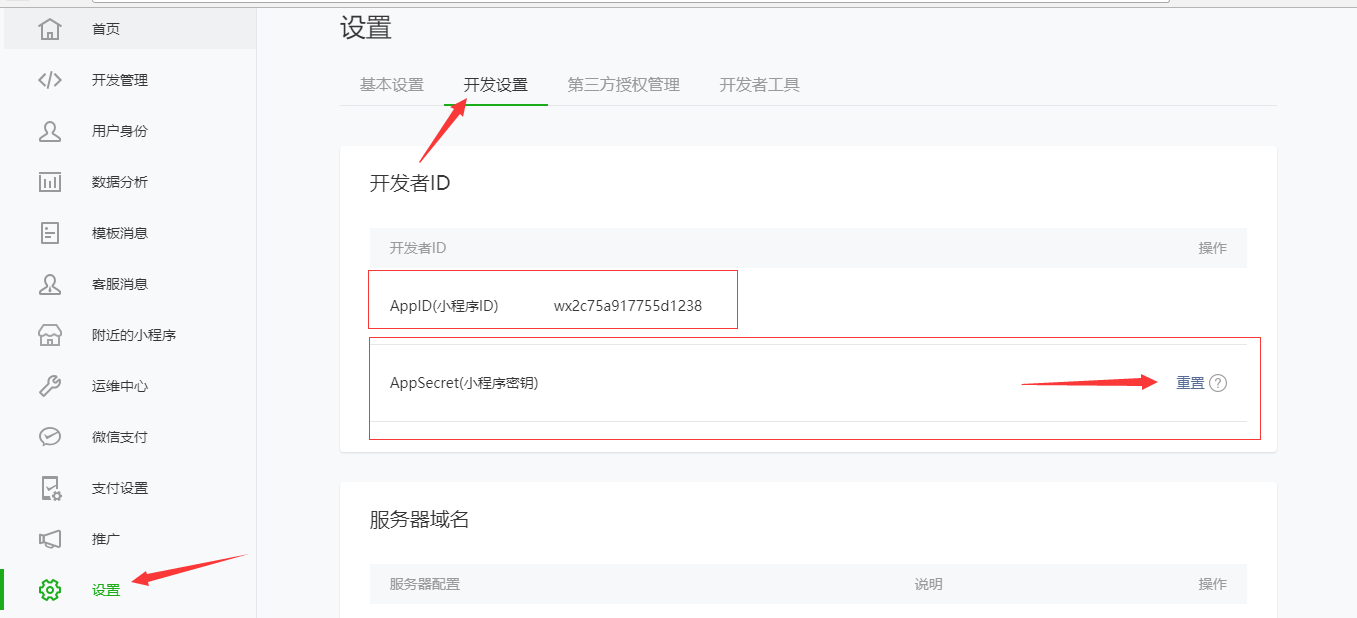 首页
开发管理
用户身份
数据分析
模板消息
客服消息
附近的小程序
运维中心
微信支付
支付设置
推广
设置
设置
基本设置 开发设置 第三方授权管理 开发者工具
开发者ID
开发者ID 操作
AppID(小程序ID) wx2c75a917755d1238
AppSecret(小程序密钥) 重置 ?
服务器域名
服务器配置 说明 操作